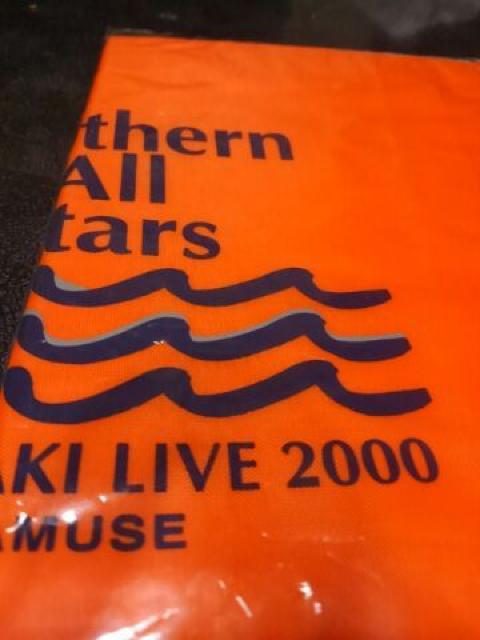 thern
All
tars
AKI LIVE 2000
AMUSE